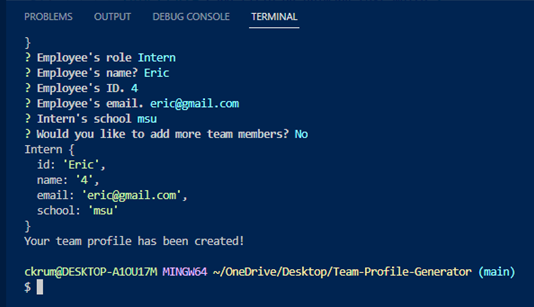 PROBLEMS OUTPUT DEBUG CONSOLE TERMINAL
}
? Employee's role Intern
? Employee's name? Eric
? Employee's ID. 4
? Employee's email. eric@gmail.com
? Intern's school msu
? Would you like to add more team members? No
Intern {
  id: 'Eric',
  name: '4',
  email: 'eric@gmail.com',
  school: 'msu'
}
Your team profile has been created!
ckrum@DESKTOP-A1OU17M MINGW64 ~/OneDrive/Desktop/Team-Profile-Generator (main)
$